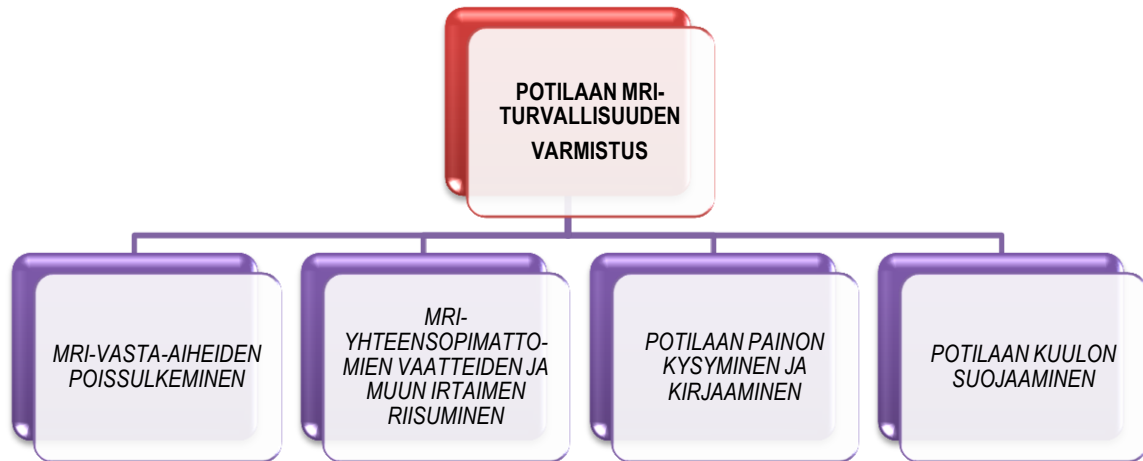 POTILAAN MRI-
TURVALLISUUDEN
VARMISTUS
MRI-VASTA-AIHEIDEN
POISSULKEMINEN
MRI-
YHTEENSOPIMATTO-
MIEN VAATTEIDEN JA
MUUN IRTAIMEN
RIISUMINEN
POTILAAN PAINON
KYSYMINEN JA
KIRJAAMINEN
POTILAAN KUULON
SUOJAAMINEN